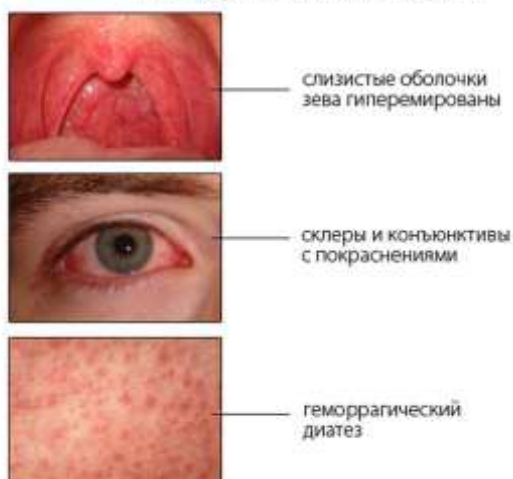 слизистые оболочки
зева гиперемированы
склеры и конъюнктивы
с покраснениями
геморрагический
диатез